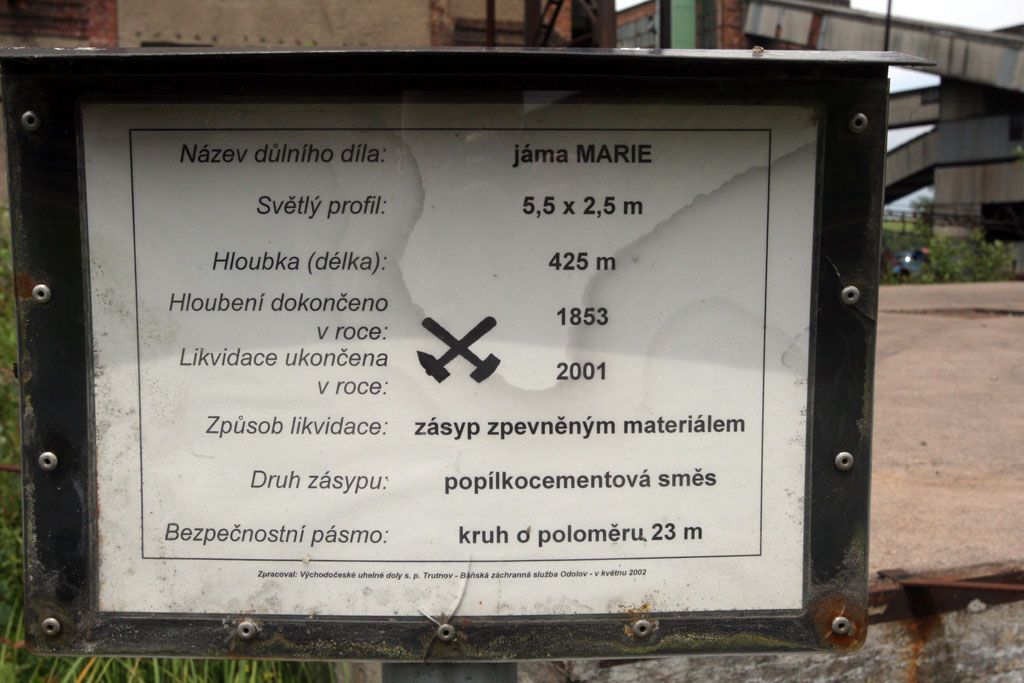 Název důlního díla: jáma MARIE
Světlý profil: 5,5 x 2,5 m
Hloubka (délka): 425 m
Hloubení dokončeno
v roce: 1853
Likvidace ukončena
v roce: 2001
Způsob likvidace: zásyp zpevněným materiálem
Druh zásypu: popílkocementová směs
Bezpečnostní pásmo: kruh o poloměru 23 m
Zpracoval: Východočeské uhelné doly s. p. Trutnov - Báňská záchranná služba Odolov - v květnu 2002